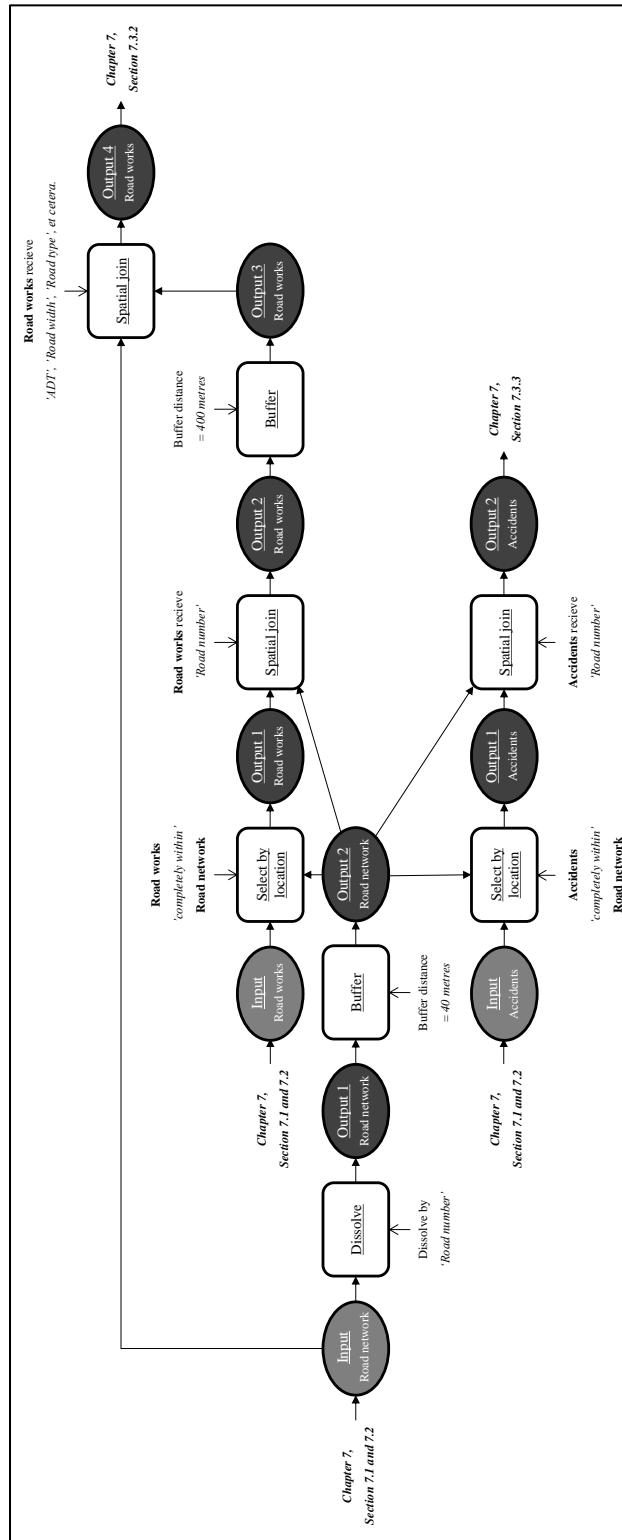 Chapter 7,
Section 7.1 and 7.2
Input
Road network
Dissolve
Dissolve by
'Road number'
Output 1
Road network
Buffer
Buffer distance
= 40 metres
Output 2
Road network
Chapter 7,
Section 7.1 and 7.2
Input
Road works
Select by
location
Road works
'completely within'
Road network
Output 1
Road works
Spatial join
Road works recieve
'Road number'
Output 2
Road works
Buffer
Buffer distance
= 400 metres
Output 3
Road works
Spatial join
Road works recieve
'ADT', 'Road width', 'Road type', et cetera.
Output 4
Road works
Chapter 7,
Section 7.3.2
Chapter 7,
Section 7.1 and 7.2
Input
Accidents
Select by
location
Accidents
'completely within'
Road network
Output 1
Accidents
Spatial join
Accidents recieve
'Road number'
Output 2
Accidents
Chapter 7,
Section 7.3.3